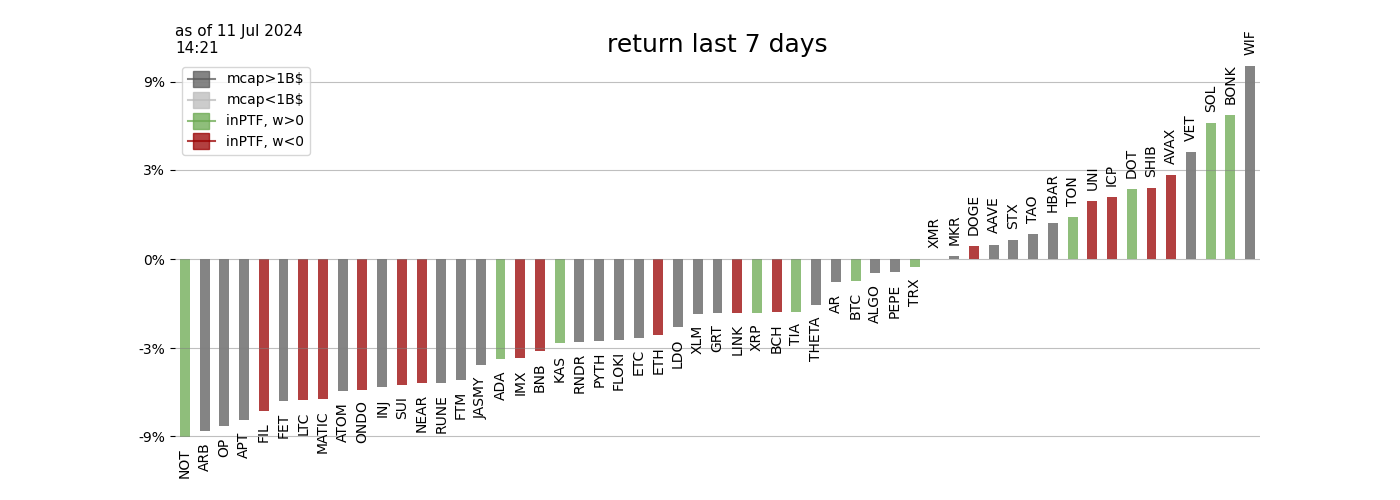 as of 11 Jul 2024
14:21
return last 7 days
mcap>1B$
mcap<1B$
inPTF, w>0
inPTF, w<0
9%
3%
0%
-3%
-9%
NOT
ARB
OP
APT
FIL
FET
LTC
MATIC
ATOM
ONDO
INJ
SUI
NEAR
RUNE
FTM
JASMY
ADA
IMX
BNB
KAS
RNDR
PYTH
FLOKI
ETC
ETH
LDO
XLM
GRT
LINK
XRP
BCH
TIA
THETA
AR
BTC
ALGO
PEPE
TRX
XMR
MKR
DOGE
AAVE
STX
TAO
HBAR
TON
UNI
ICP
DOT
SHIB
AVAX
VET
SOL
BONK
WIF